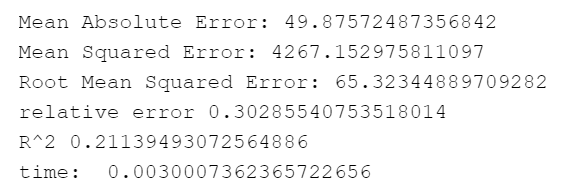 Mean Absolute Error: 49.87572487356842
Mean Squared Error: 4267.152975811097
Root Mean Squared Error: 65.32344889709282
relative error 0.30285540753518014
R^2 0.21139493072564886
time:  0.0030007362365722656